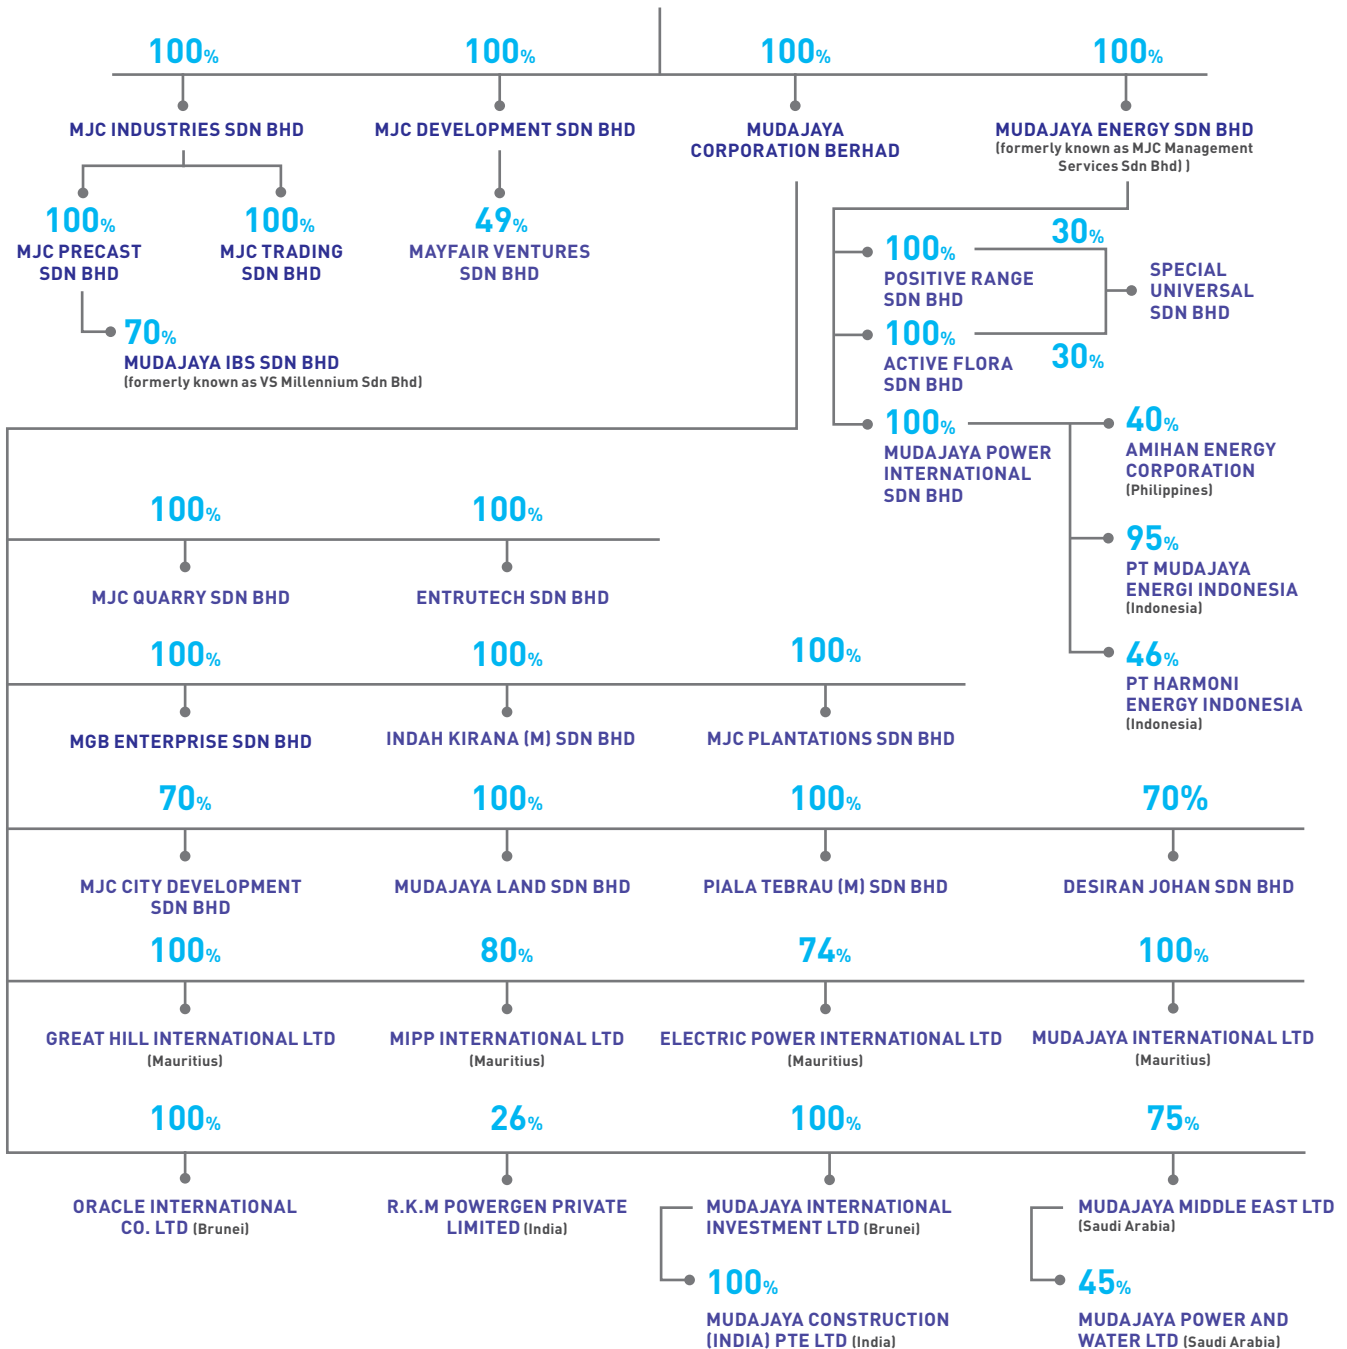 100%
100%
100%
100%
MJC INDUSTRIES SDN BHD
MJC DEVELOPMENT SDN BHD
MUDAJAYA
CORPORATION BERHAD
MUDAJAYA ENERGY SDN BHD
(formerly known as MJC Management
Services Sdn Bhd) )
100%
MJC PRECAST
SDN BHD
100%
MJC TRADING
SDN BHD
49%
MAYFAIR VENTURES
SDN BHD
70%
MUDAJAYA IBS SDN BHD
(formerly known as VS Millennium Sdn Bhd)
100%
POSITIVE RANGE
SDN BHD
30%
SPECIAL
UNIVERSAL
SDN BHD
100%
ACTIVE FLORA
SDN BHD
30%
100%
MUDAJAYA POWER
INTERNATIONAL
SDN BHD
40%
AMIHAN ENERGY
CORPORATION
(Philippines)
95%
PT MUDAJAYA
ENERGI INDONESIA
(Indonesia)
46%
PT HARMONI
ENERGY INDONESIA
(Indonesia)
100%
100%
MJC QUARRY SDN BHD
ENTRUTECH SDN BHD
100%
100%
100%
MGB ENTERPRISE SDN BHD
INDAH KIRANA (M) SDN BHD
MJC PLANTATIONS SDN BHD
70%
100%
100%
70%
MJC CITY DEVELOPMENT
SDN BHD
MUDAJAYA LAND SDN BHD
PIALA TEBRAU (M) SDN BHD
DESIRAN JOHAN SDN BHD
100%
80%
74%
100%
GREAT HILL INTERNATIONAL LTD
(Mauritius)
MIPP INTERNATIONAL LTD
(Mauritius)
ELECTRIC POWER INTERNATIONAL LTD
(Mauritius)
MUDAJAYA INTERNATIONAL LTD
(Mauritius)
100%
26%
100%
75%
ORACLE INTERNATIONAL
CO. LTD (Brunei)
R.K.M POWERGEN PRIVATE
LIMITED (India)
MUDAJAYA INTERNATIONAL
INVESTMENT LTD (Brunei)
MUDAJAYA MIDDLE EAST LTD
(Saudi Arabia)
100%
MUDAJAYA CONSTRUCTION
(INDIA) PTE LTD (India)
45%
MUDAJAYA POWER AND
WATER LTD (Saudi Arabia)